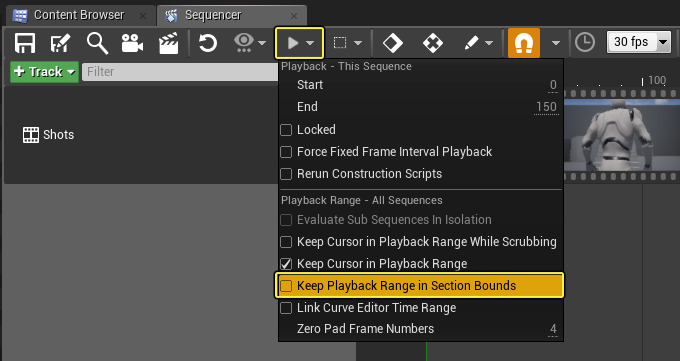 Content Browser
Sequencer
30 fps
+ Track
Filter
Playback - This Sequence
Start 0
End 150
100
Shots
Locked
Force Fixed Frame Interval Playback
Rerun Construction Scripts
Playback Range - All Sequences
Evaluate Sub Sequences In Isolation
Keep Cursor in Playback Range While Scrubbing
Keep Cursor in Playback Range
Keep Playback Range in Section Bounds
Link Curve Editor Time Range
Zero Pad Frame Numbers 4